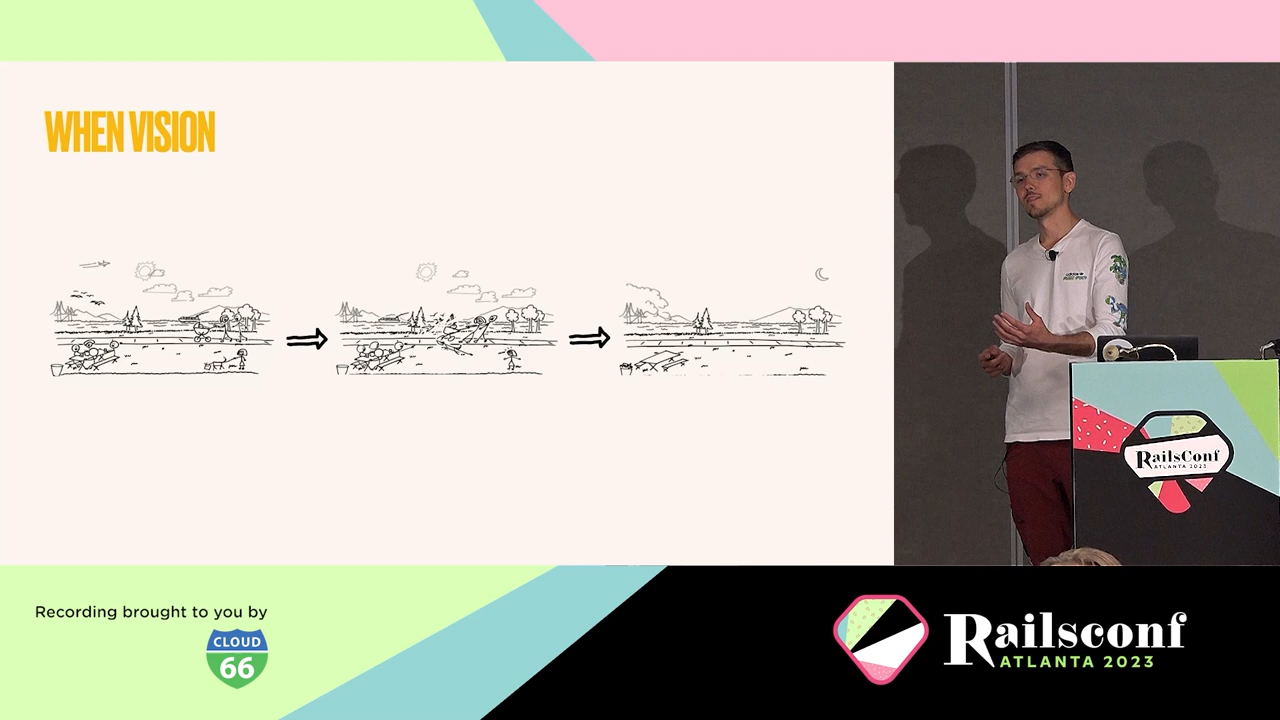 WHEN VISION
RailsConf
ATLANTA 2023
Recording brought to you by
CLOUD
66
Railsconf
ATLANTA 2023